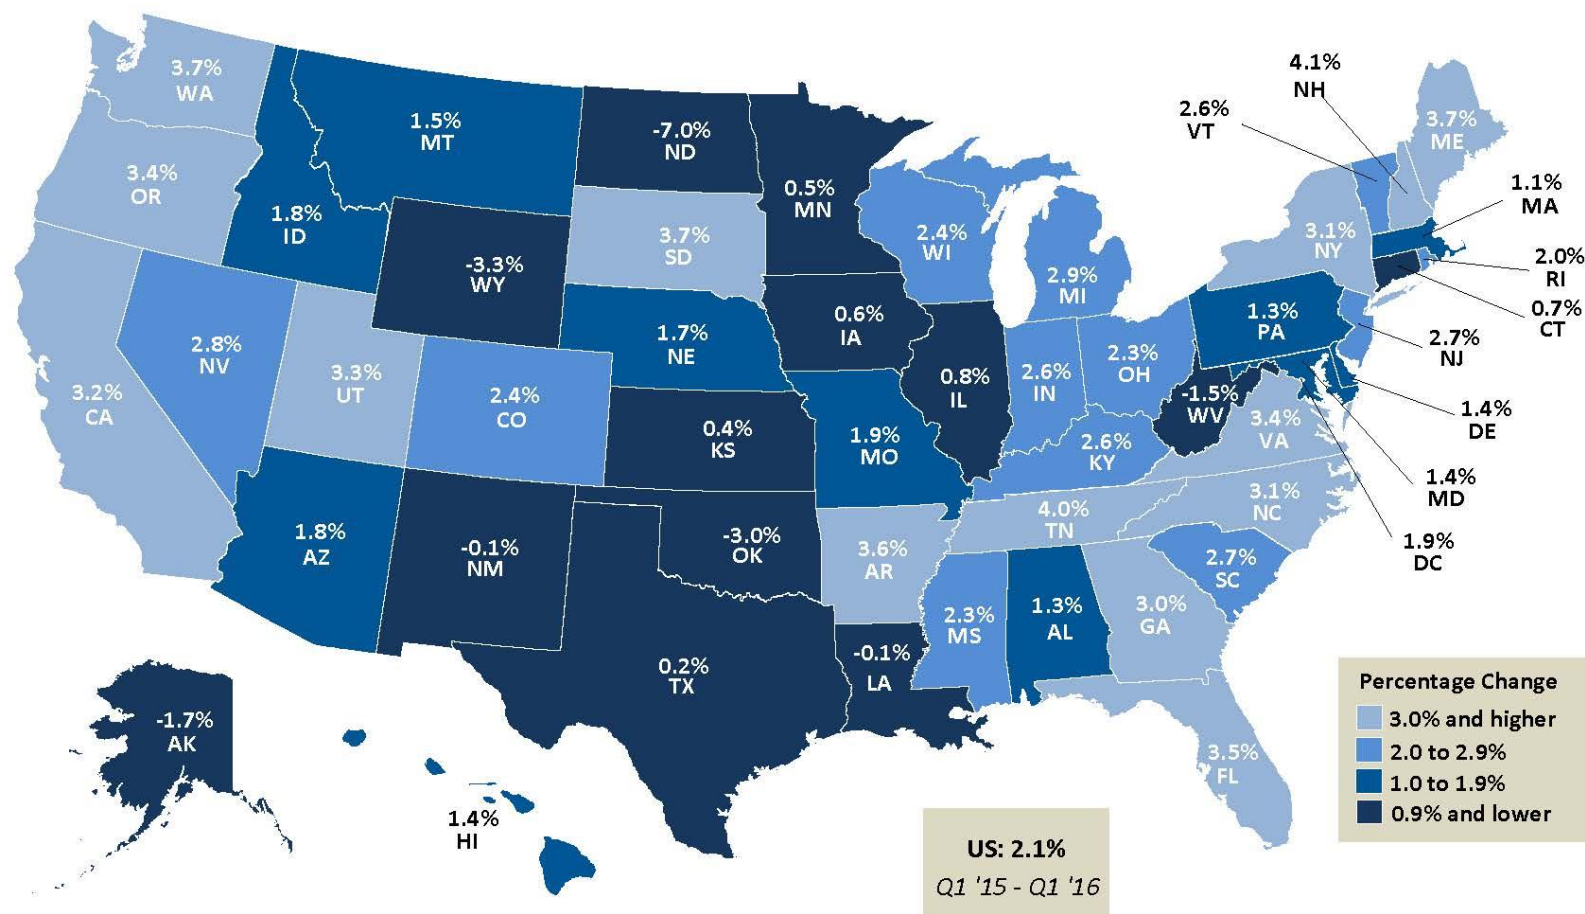 3.7%
WA
3.4%
OR
3.2%
CA
1.5%
MT
1.8%
ID
-3.3%
WY
2.8%
NV
3.3%
UT
2.4%
CO
1.8%
AZ
-0.1%
NM
-7.0%
ND
3.7%
SD
1.7%
NE
0.4%
KS
-3.0%
OK
0.2%
TX
0.5%
MN
0.6%
IA
1.9%
MO
3.6%
AR
-0.1%
LA
2.4%
WI
0.8%
IL
2.9%
MI
2.6%
IN
2.3%
OH
2.6%
KY
4.0%
TN
2.3%
MS
1.3%
AL
3.0%
GA
3.5%
FL
2.7%
SC
3.1%
NC
3.4%
VA
-1.5%
WV
1.3%
PA
3.1%
NY
2.6%
VT
4.1%
NH
3.7%
ME
1.1%
MA
2.0%
RI
0.7%
CT
2.7%
NJ
1.4%
DE
1.4%
MD
1.9%
DC
-1.7%
AK
1.4%
HI
US: 2.1%
Q1 '15 - Q1 '16
Percentage Change
3.0% and higher
2.0 to 2.9%
1.0 to 1.9%
0.9% and lower